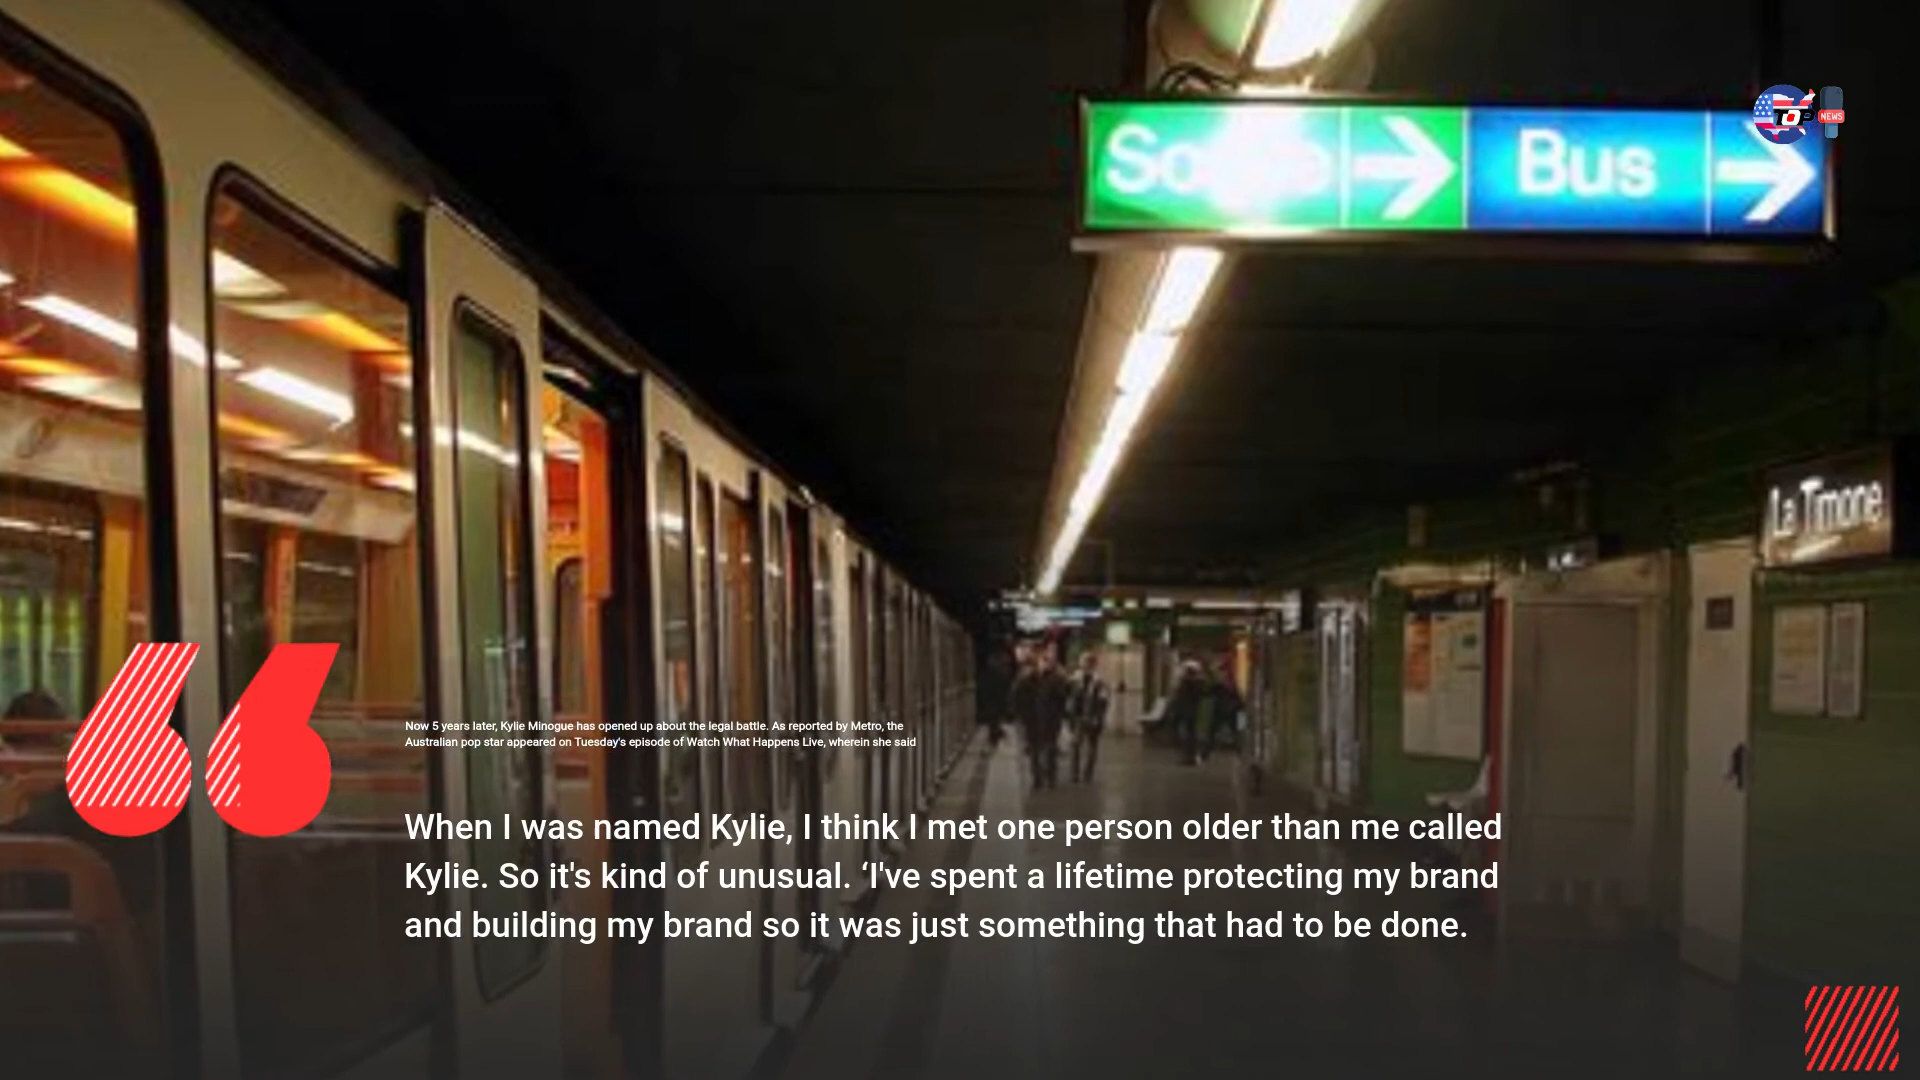 Bus
TOP
NEWS
La Timone
Now 5 years later, Kylie Minogue has opened up about the legal battle. As reported by Metro, the
Australian pop star appeared on Tuesday's episode of Watch What Happens Live, wherein she said
When I was named Kylie, I think I met one person older than me called
Kylie. So it's kind of unusual. ‘I've spent a lifetime protecting my brand
and building my brand so it was just something that had to be done.